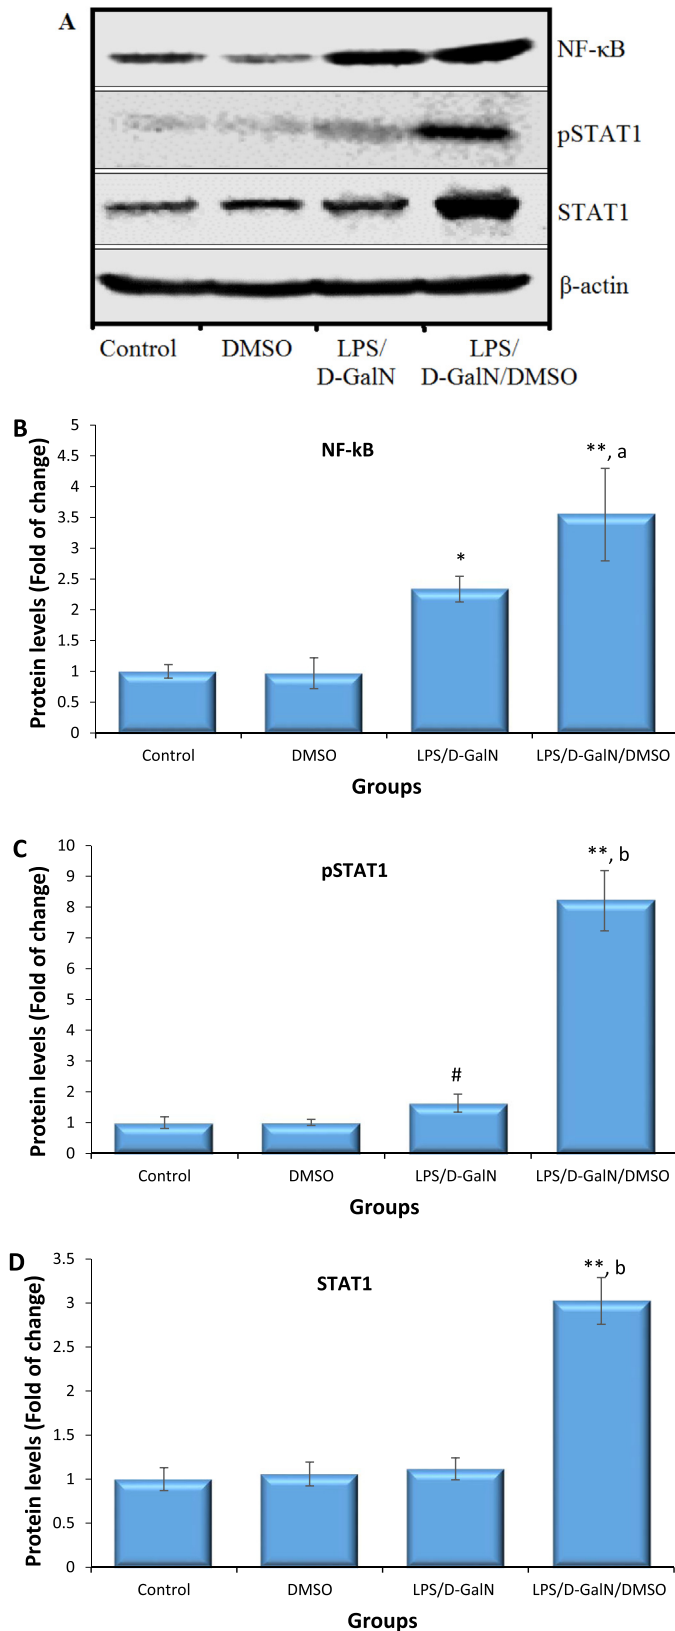 A
NF-κB
pSTAT1
STAT1
β-actin
Control DMSO LPS/ LPS/
D-GalN D-GalN/DMSO
B
NF-kB
Protein levels (Fold of change)
5
4.5
4
3.5
3
2.5
2
1.5
1
0.5
0
*
**, a
Control DMSO LPS/D-GalN LPS/D-GalN/DMSO
Groups
C
pSTAT1
Protein levels (Fold of change)
10
9
8
7
6
5
4
3
2
1
0
#
**, b
Control DMSO LPS/D-GalN LPS/D-GalN/DMSO
Groups
D
STAT1
Protein levels (Fold of change)
3.5
3
2.5
2
1.5
1
0.5
0
**, b
Control DMSO LPS/D-GalN LPS/D-GalN/DMSO
Groups